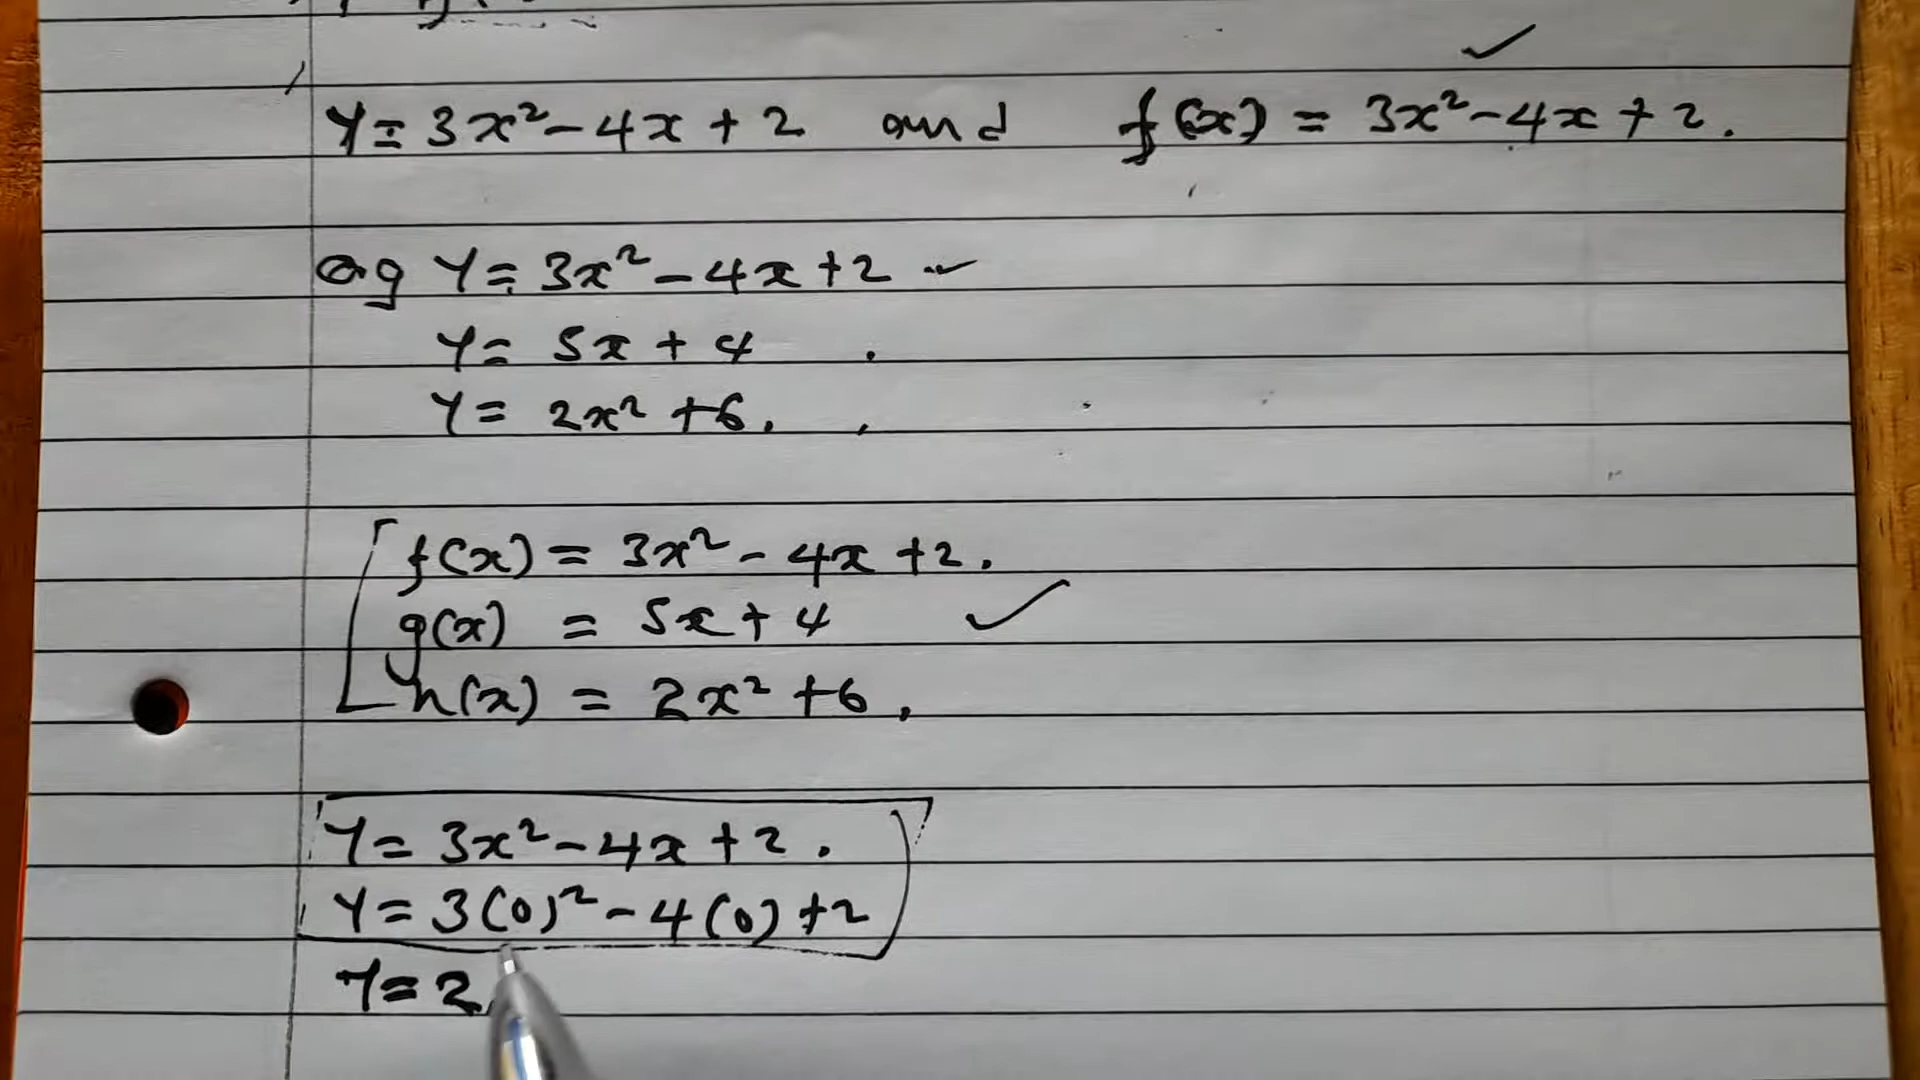 y = 3x² - 4x + 2 and f(x) = 3x² - 4x + 2.
eg y = 3x² - 4x + 2
y = 5x + 4
y = 2x² + 6.
f(x) = 3x² - 4x + 2.
g(x) = 5x + 4 ✓
h(x) = 2x² + 6.
y = 3x² - 4x + 2.
y = 3(0)² - 4(0) + 2
y = 2